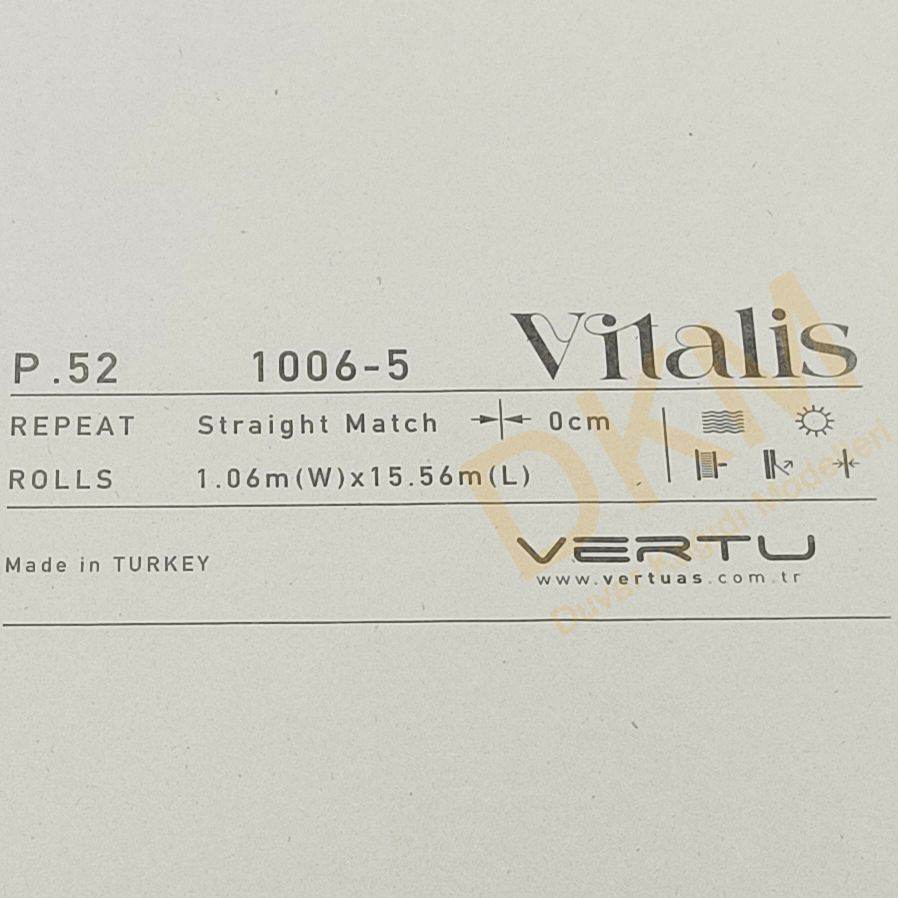 Vitalis
P.52 1006-5
REPEAT Straight Match 0cm
ROLLS 1.06m(W)x15.56m(L)
Made in TURKEY
VERTU
www.vertuas.com.tr
DKM
Duvar Kağıdı Modelleri